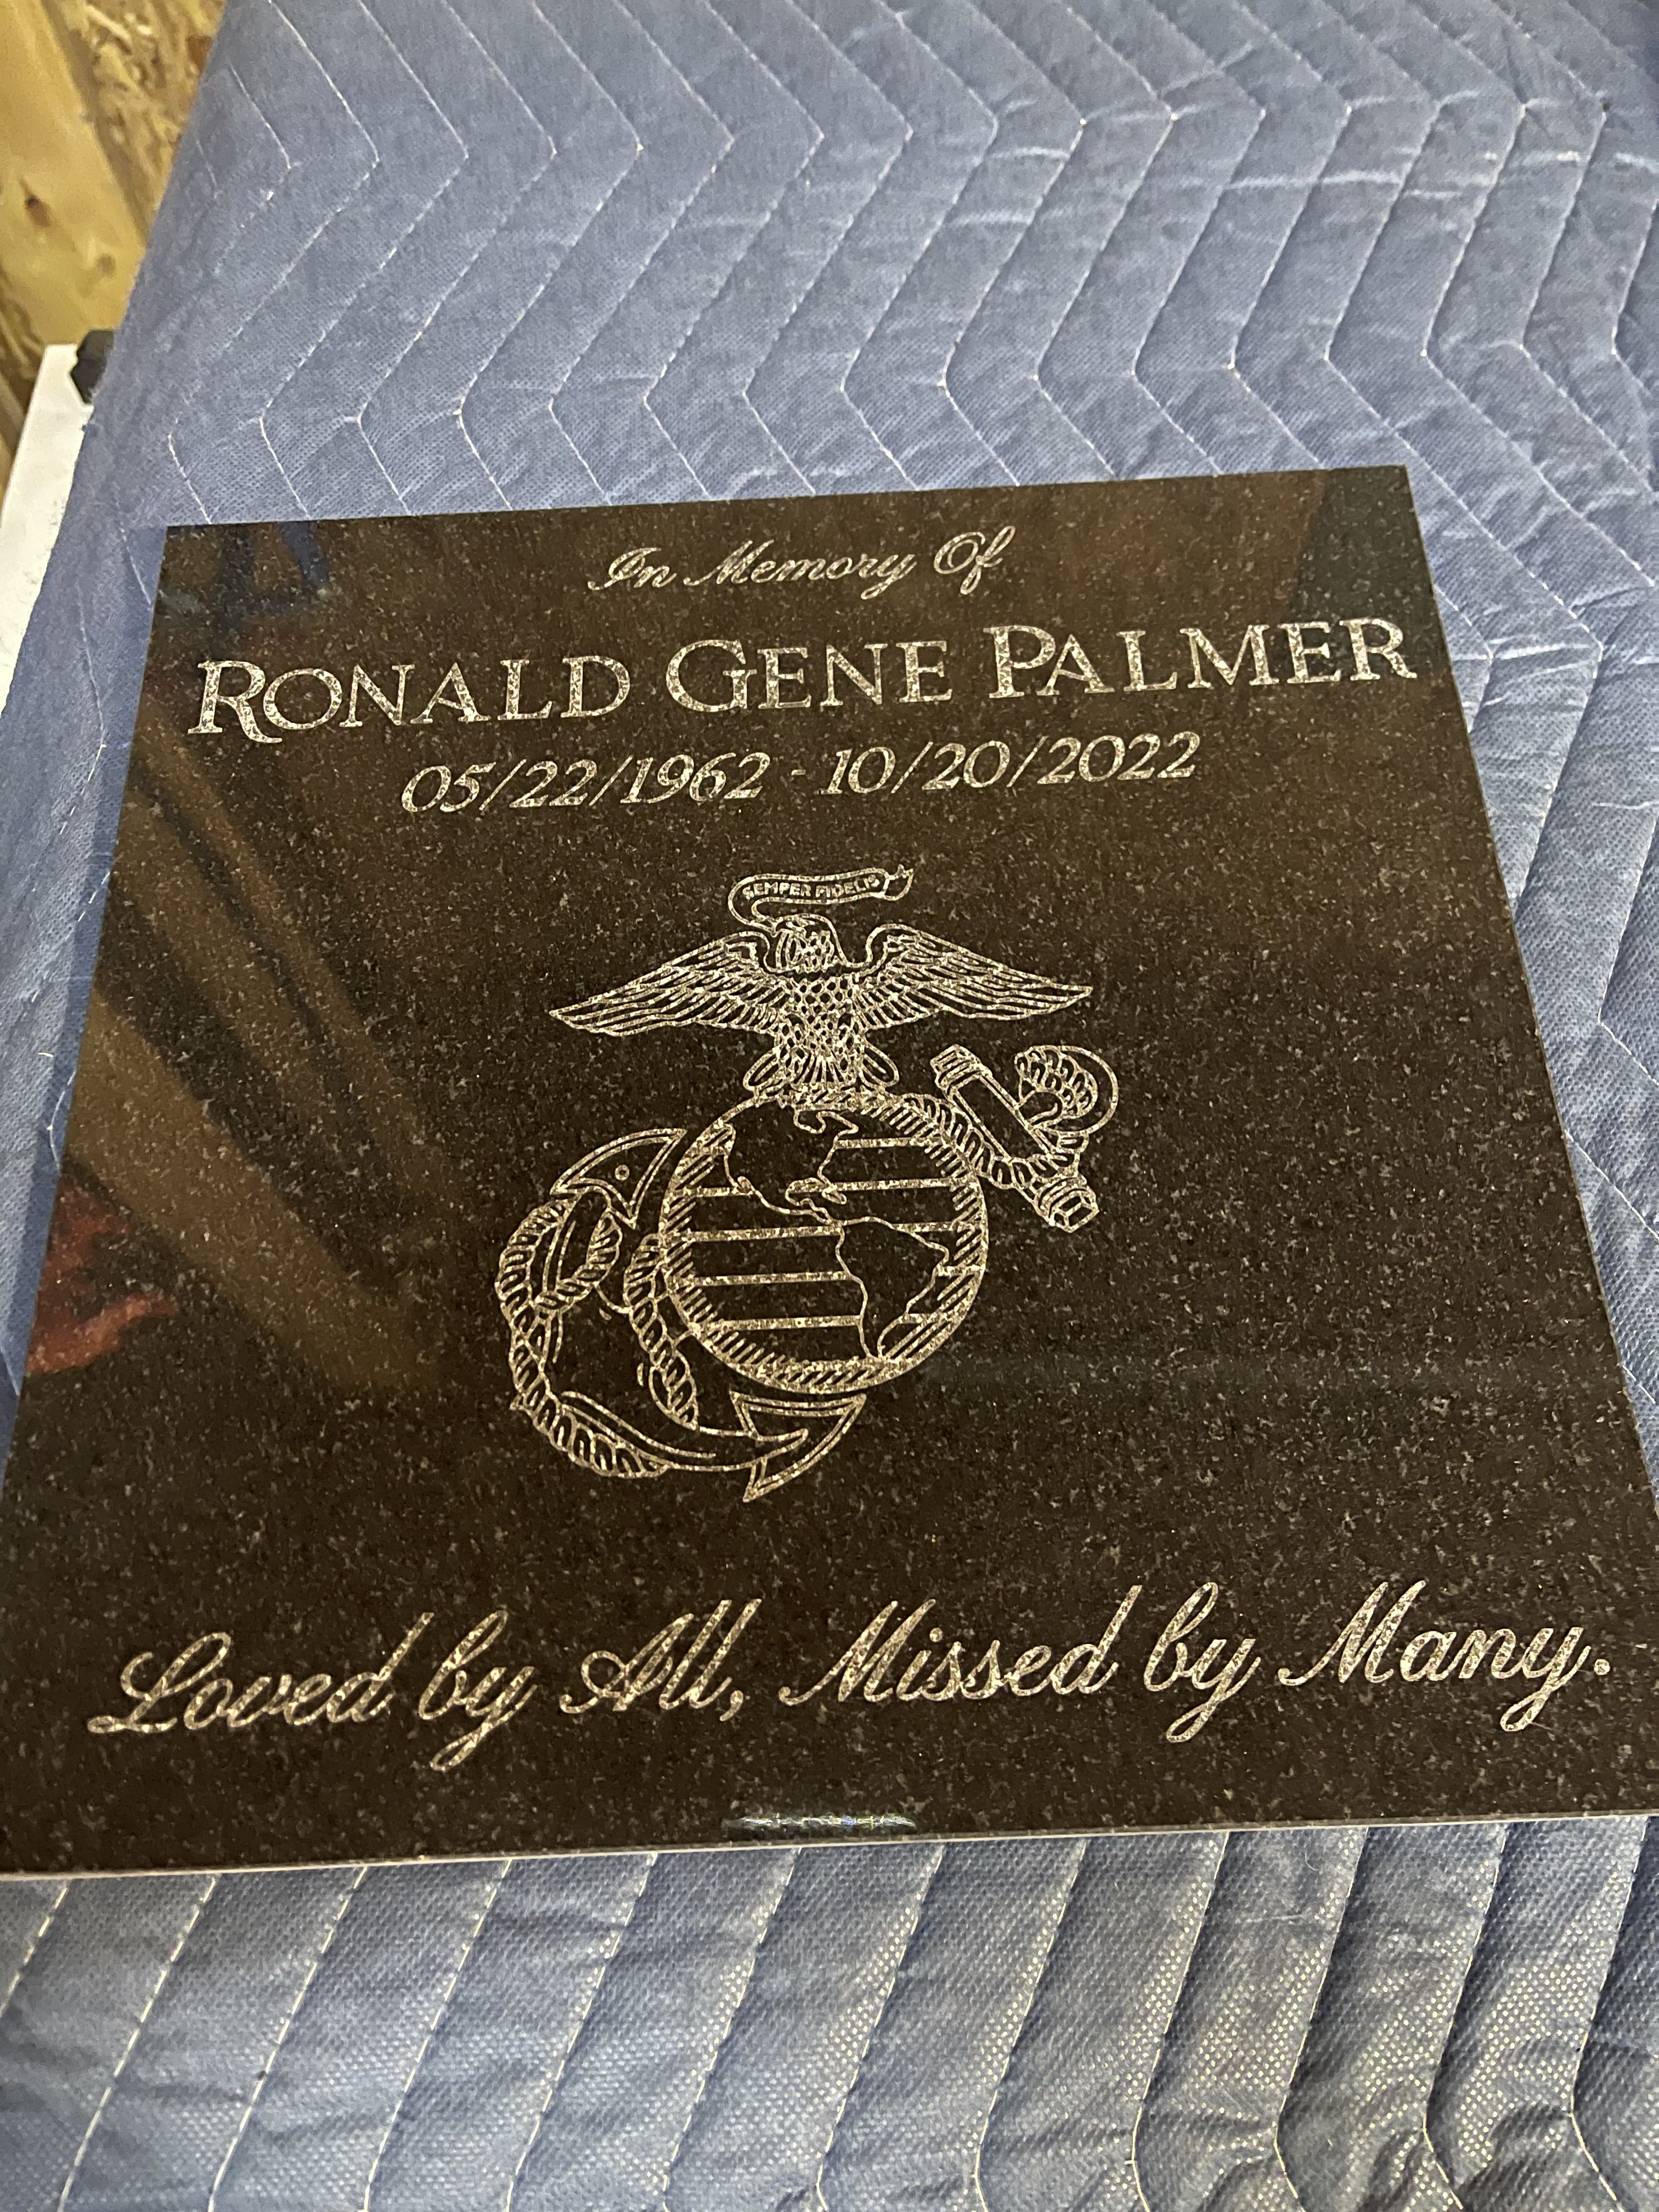 In Memory Of
RONALD GENE PALMER
05/22/1962 - 10/20/2022
SEMPER FIDELIS
Loved by All, Missed by Many.